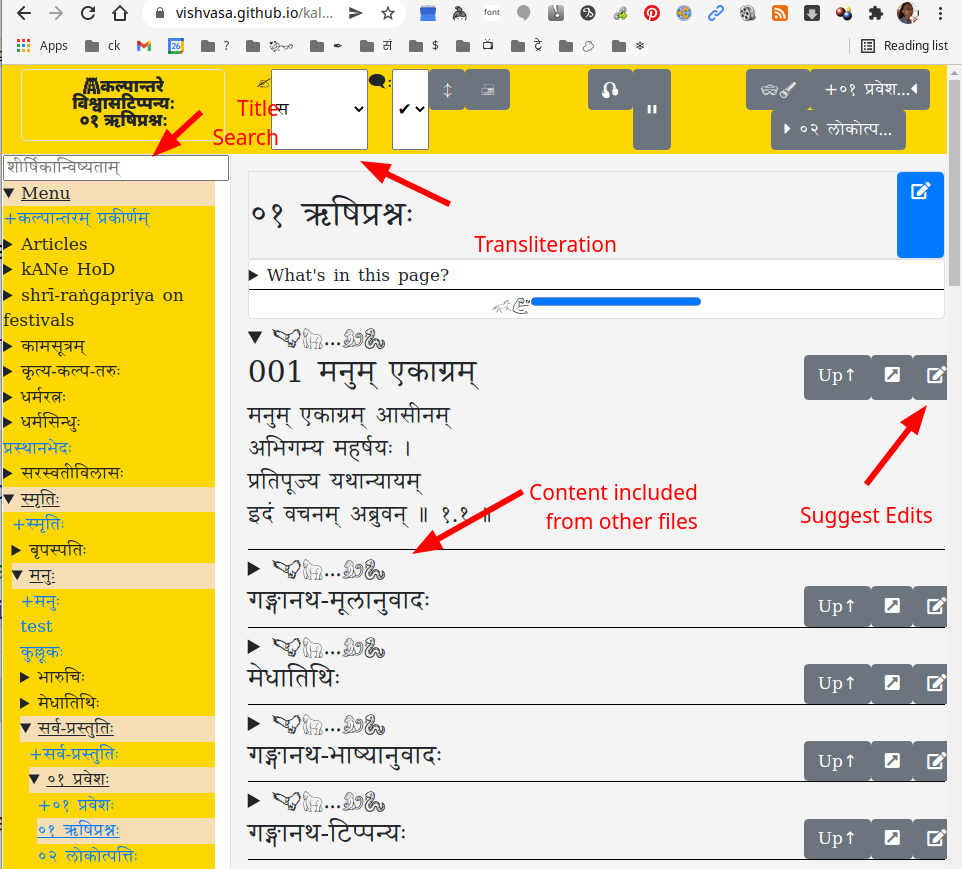 vishvasa.github.io/kal...
font
Apps
ck
26
?
सं
$
ट्रे
Reading list
कल्पान्तरे
विश्वासटिप्पन्यः
०१ ऋषिप्रश्नः
Title
Search
स
:
✔
↕
+०१ प्रवेश...
०२ लोकोत्प...
शीर्षिकान्विष्यताम्
Menu
+कल्पान्तरम् प्रकीर्णम्
Articles
kANe HoD
shrī-raṅgapriya on
festivals
कामसूत्रम्
कृत्य-कल्प-तरुः
धर्मरत्नः
धर्मसिन्धुः
प्रस्थानभेदः
सरस्वतीविलासः
स्मृतिः
+स्मृतिः
बृपस्पतिः
मनुः
+मनुः
test
कुल्लूकः
भारुचिः
मेधातिथिः
सर्व-प्रस्तुतिः
+सर्व-प्रस्तुतिः
०१ प्रवेशः
+०१ प्रवेशः
०१ ऋषिप्रश्नः
०२ लोकोत्पत्तिः
०१ ऋषिप्रश्नः
Transliteration
What's in this page?
...
001 मनुम् एकाग्रम्
Up↑
मनुम् एकाग्रम् आसीनम्
अभिगम्य महर्षयः ।
प्रतिपूज्य यथान्यायम्
इदं वचनम् अब्रुवन् ॥ १.१ ॥
Content included
from other files
Suggest Edits
...
गङ्गानथ-मूलानुवादः
Up↑
...
मेधातिथिः
Up↑
...
गङ्गानथ-भाष्यानुवादः
Up↑
...
गङ्गानथ-टिप्पन्यः
Up↑